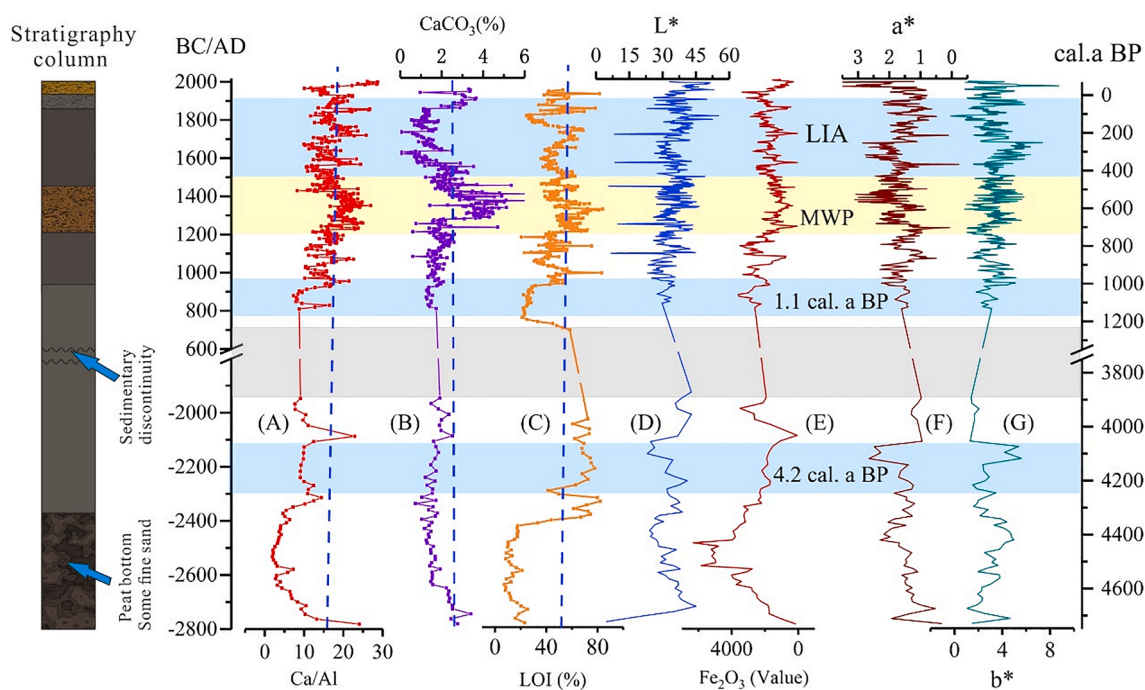 Stratigraphy
column
BC/AD
CaCO₃(%)
0 2 4 6
L*
0 15 30 45 60
a*
3 2 1 0
cal.a BP
2000
1800
1600
1400
1200
1000
800
600
-2000
-2200
-2400
-2600
-2800
0
200
400
600
800
1000
1200
3800
4000
4200
4400
4600
LIA
MWP
1.1 cal. a BP
(A)
(B)
(C)
(D)
(E)
(F)
(G)
4.2 cal. a BP
Sedimentary
discontinuity
Peat bottom
Some fine sand
0 10 20 30
Ca/Al
0 40 80
LOI (%)
4000 0
Fe₂O₃ (Value)
0 4 8
b*